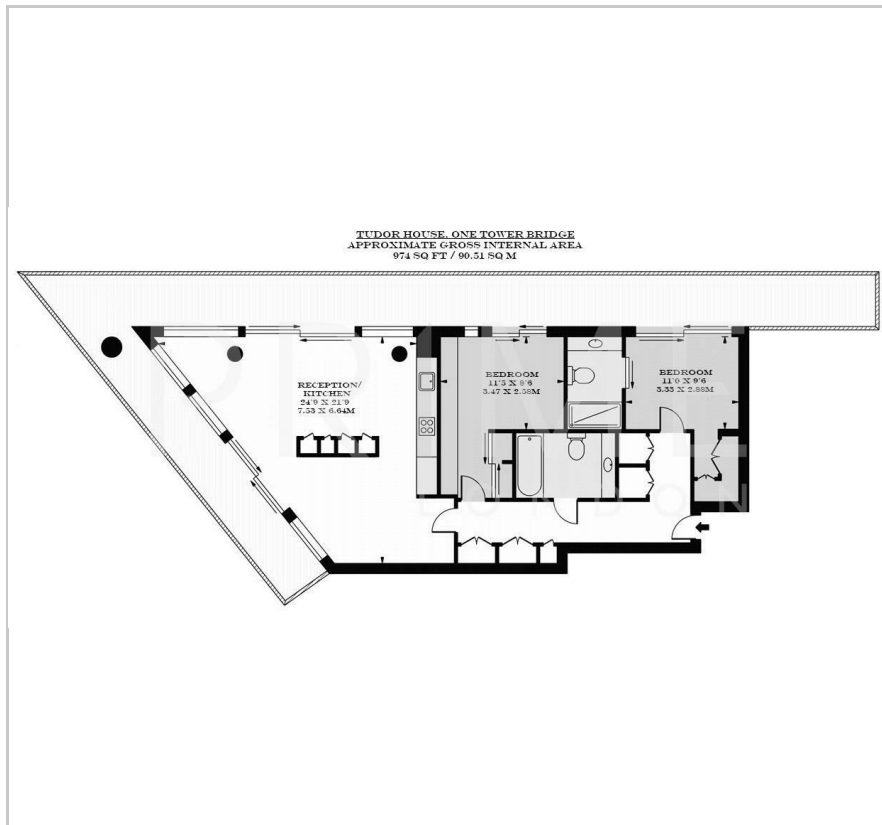 TUDOR HOUSE, ONE TOWER BRIDGE
APPROXIMATE GROSS INTERNAL AREA
974 SQ FT / 90.51 SQ M
PRIME
LONDON
RECEPTION/
KITCHEN
24'9 X 21'9
7.53 X 6.64M
BEDROOM
11'5 X 8'6
3.47 X 2.58M
BEDROOM
11'0 X 9'6
3.35 X 2.88M